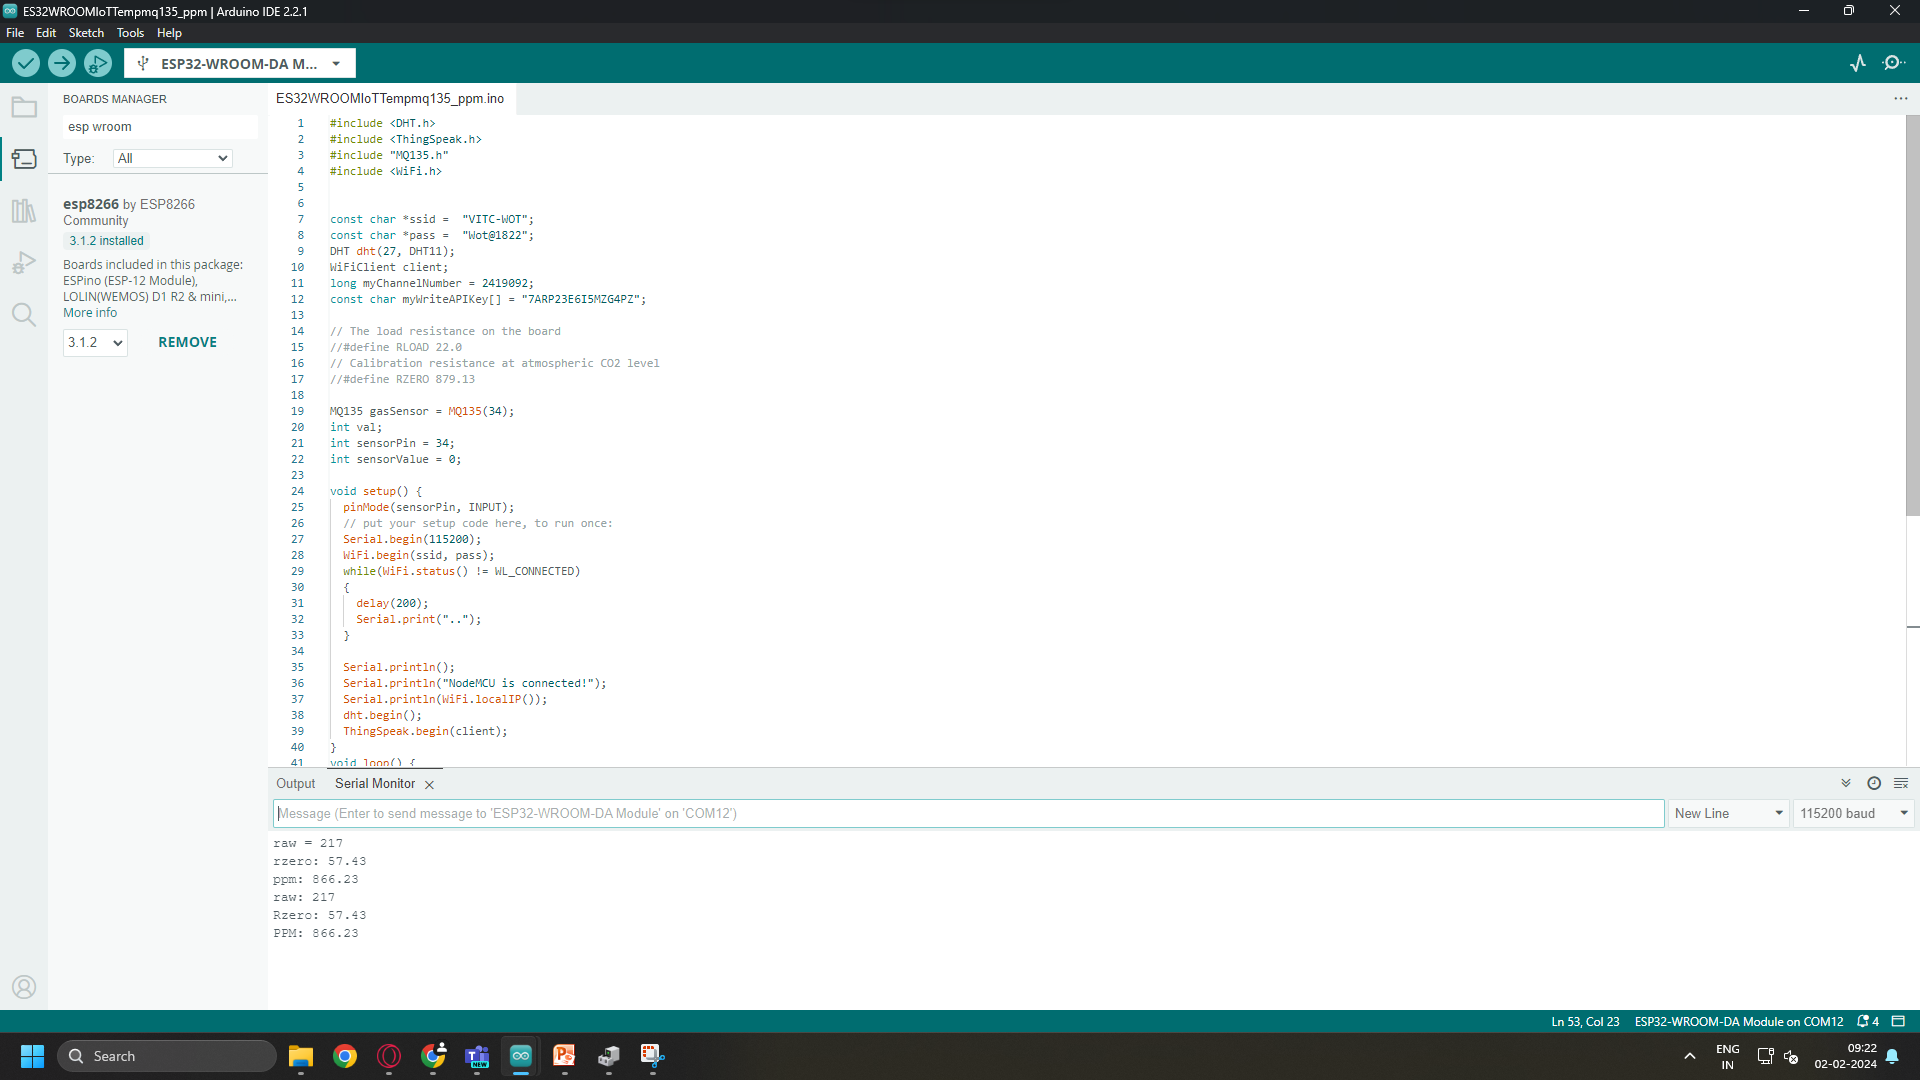 ES32WROOMIoTTempmq135_ppm | Arduino IDE 2.2.1
File Edit Sketch Tools Help
ESP32-WROOM-DA M...
BOARDS MANAGER
esp wroom
Type: All
esp8266 by ESP8266
Community
3.1.2 installed
Boards included in this package:
ESPino (ESP-12 Module),
LOLIN(WEMOS) D1 R2 & mini,...
More info
3.1.2 REMOVE
ES32WROOMIoTTempmq135_ppm.ino
1 #include <DHT.h>
2 #include <ThingSpeak.h>
3 #include "MQ135.h"
4 #include <WiFi.h>
5
6
7 const char *ssid =  "VITC-WOT";
8 const char *pass =  "Wot@1822";
9 DHT dht(27, DHT11);
10 WiFiClient client;
11 long myChannelNumber = 2419092;
12 const char myWriteAPIKey[] = "7ARP23E6I5MZG4PZ";
13
14 // The load resistance on the board
15 //#define RLOAD 22.0
16 // Calibration resistance at atmospheric CO2 level
17 //#define RZERO 879.13
18
19 MQ135 gasSensor = MQ135(34);
20 int val;
21 int sensorPin = 34;
22 int sensorValue = 0;
23
24 void setup() {
25 pinMode(sensorPin, INPUT);
26 // put your setup code here, to run once:
27 Serial.begin(115200);
28 WiFi.begin(ssid, pass);
29 while(WiFi.status() != WL_CONNECTED)
30 {
31 delay(200);
32 Serial.print("..");
33 }
34
35 Serial.println();
36 Serial.println("NodeMCU is connected!");
37 Serial.println(WiFi.localIP());
38 dht.begin();
39 ThingSpeak.begin(client);
40 }
41 void loop() {
Output Serial Monitor
Message (Enter to send message to 'ESP32-WROOM-DA Module' on 'COM12')
New Line 115200 baud
raw = 217
rzero: 57.43
ppm: 866.23
raw: 217
Rzero: 57.43
PPM: 866.23
Ln 53, Col 23 ESP32-WROOM-DA Module on COM12 4
Search
NEW
ENG
IN
09:22
02-02-2024